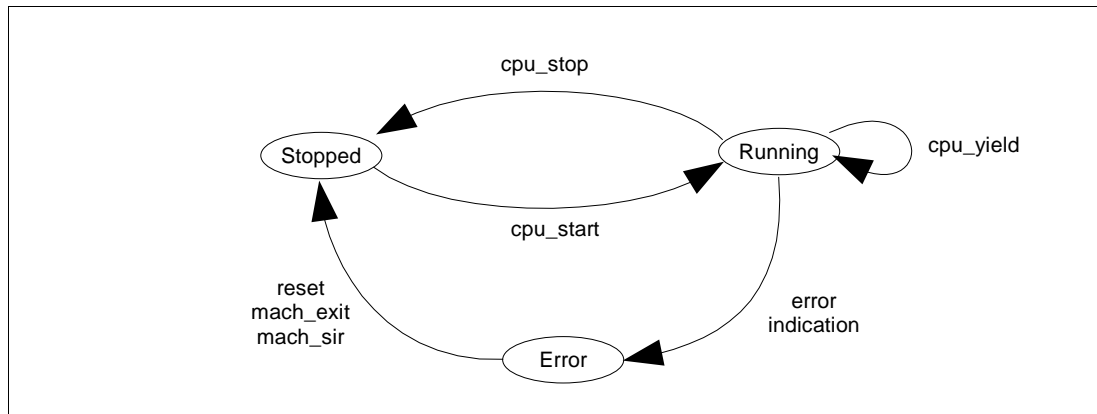 cpu_stop
Stopped
Running
cpu_yield
cpu_start
reset
mach_exit
mach_sir
error
indication
Error